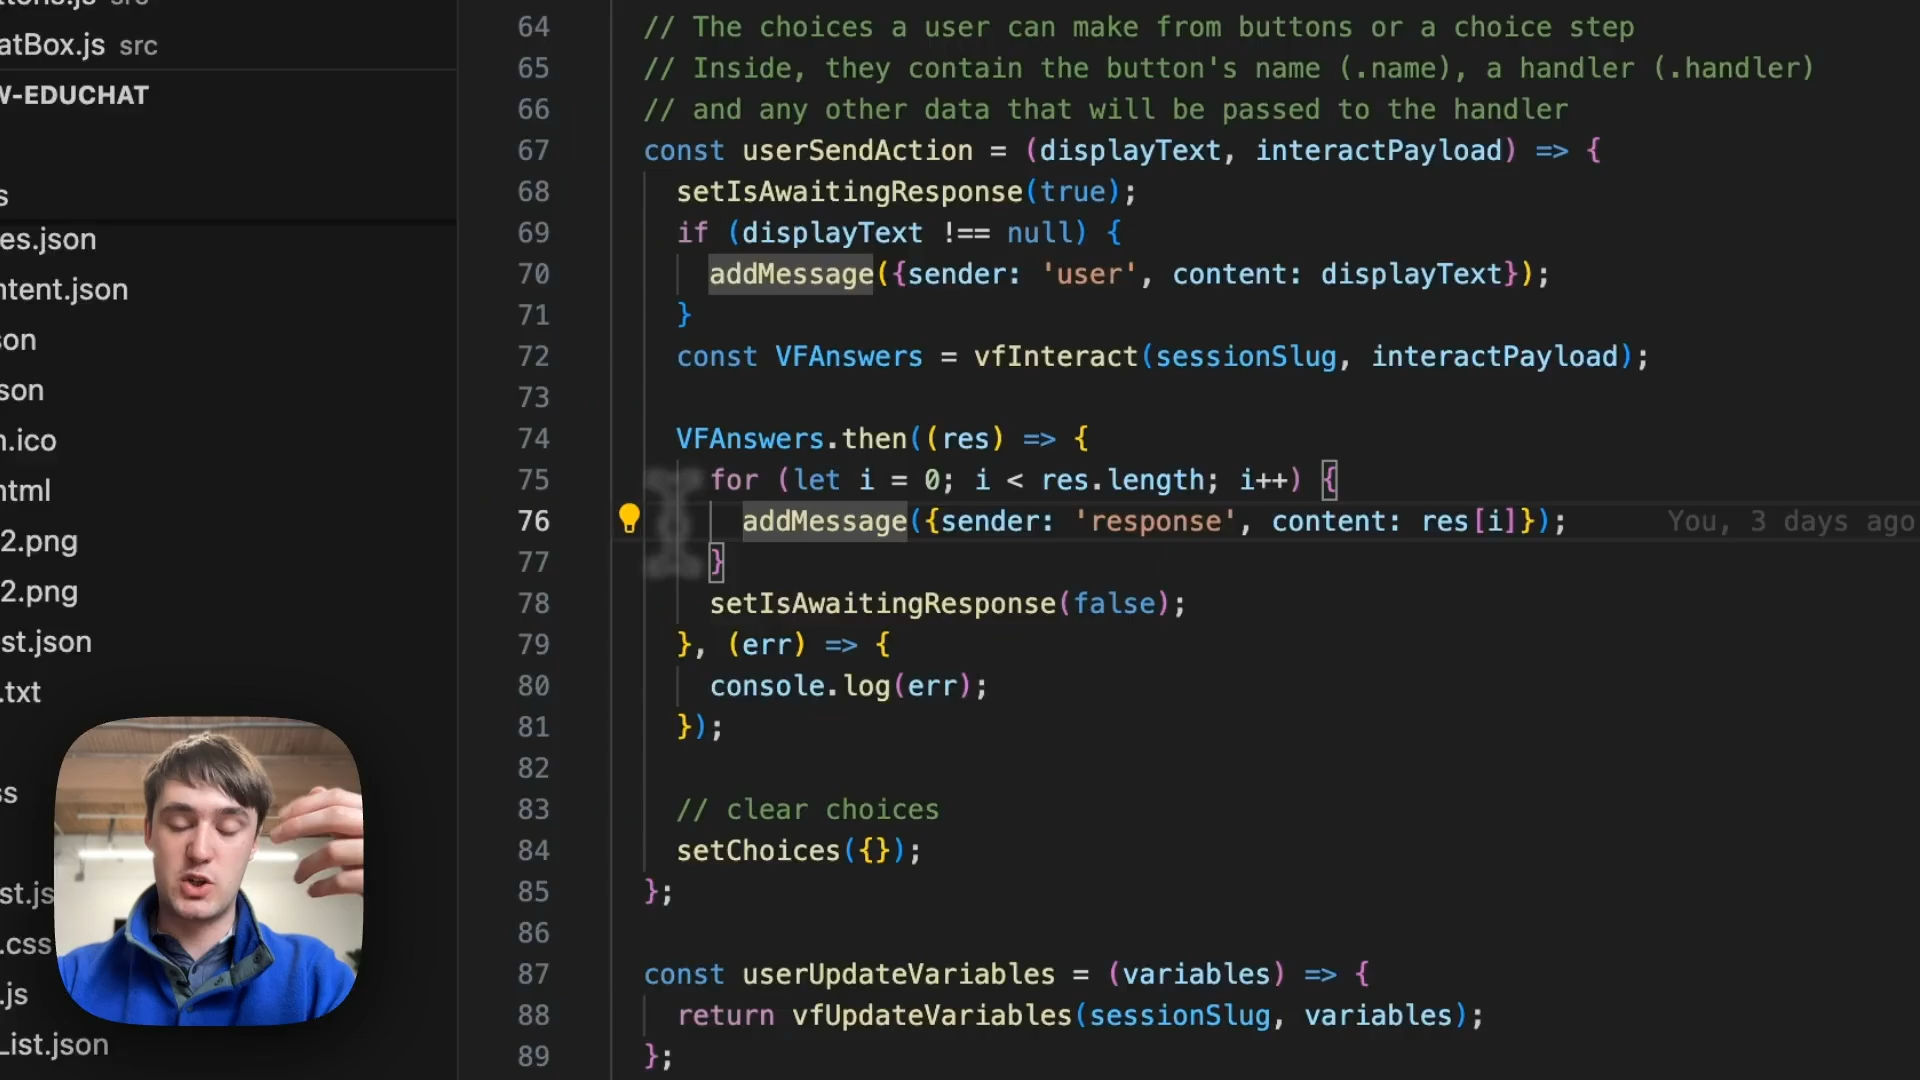 atBox.js src
W-EDUCHAT
s
es.json
ntent.json
son
son
n.ico
html
2.png
2.png
st.json
.txt
ss
st.js
.css
.js
List.json
64 // The choices a user can make from buttons or a choice step
65 // Inside, they contain the button's name (.name), a handler (.handler)
66 // and any other data that will be passed to the handler
67 const userSendAction = (displayText, interactPayload) => {
68 setIsAwaitingResponse(true);
69 if (displayText !== null) {
70 addMessage({sender: 'user', content: displayText});
71 }
72 const VFAnswers = vfInteract(sessionSlug, interactPayload);
73
74 VFAnswers.then((res) => {
75 for (let i = 0; i < res.length; i++) {
76 addMessage({sender: 'response', content: res[i]}); You, 3 days ago
77 }
78 setIsAwaitingResponse(false);
79 }, (err) => {
80 console.log(err);
81 });
82
83 // clear choices
84 setChoices({});
85 };
86
87 const userUpdateVariables = (variables) => {
88 return vfUpdateVariables(sessionSlug, variables);
89 };